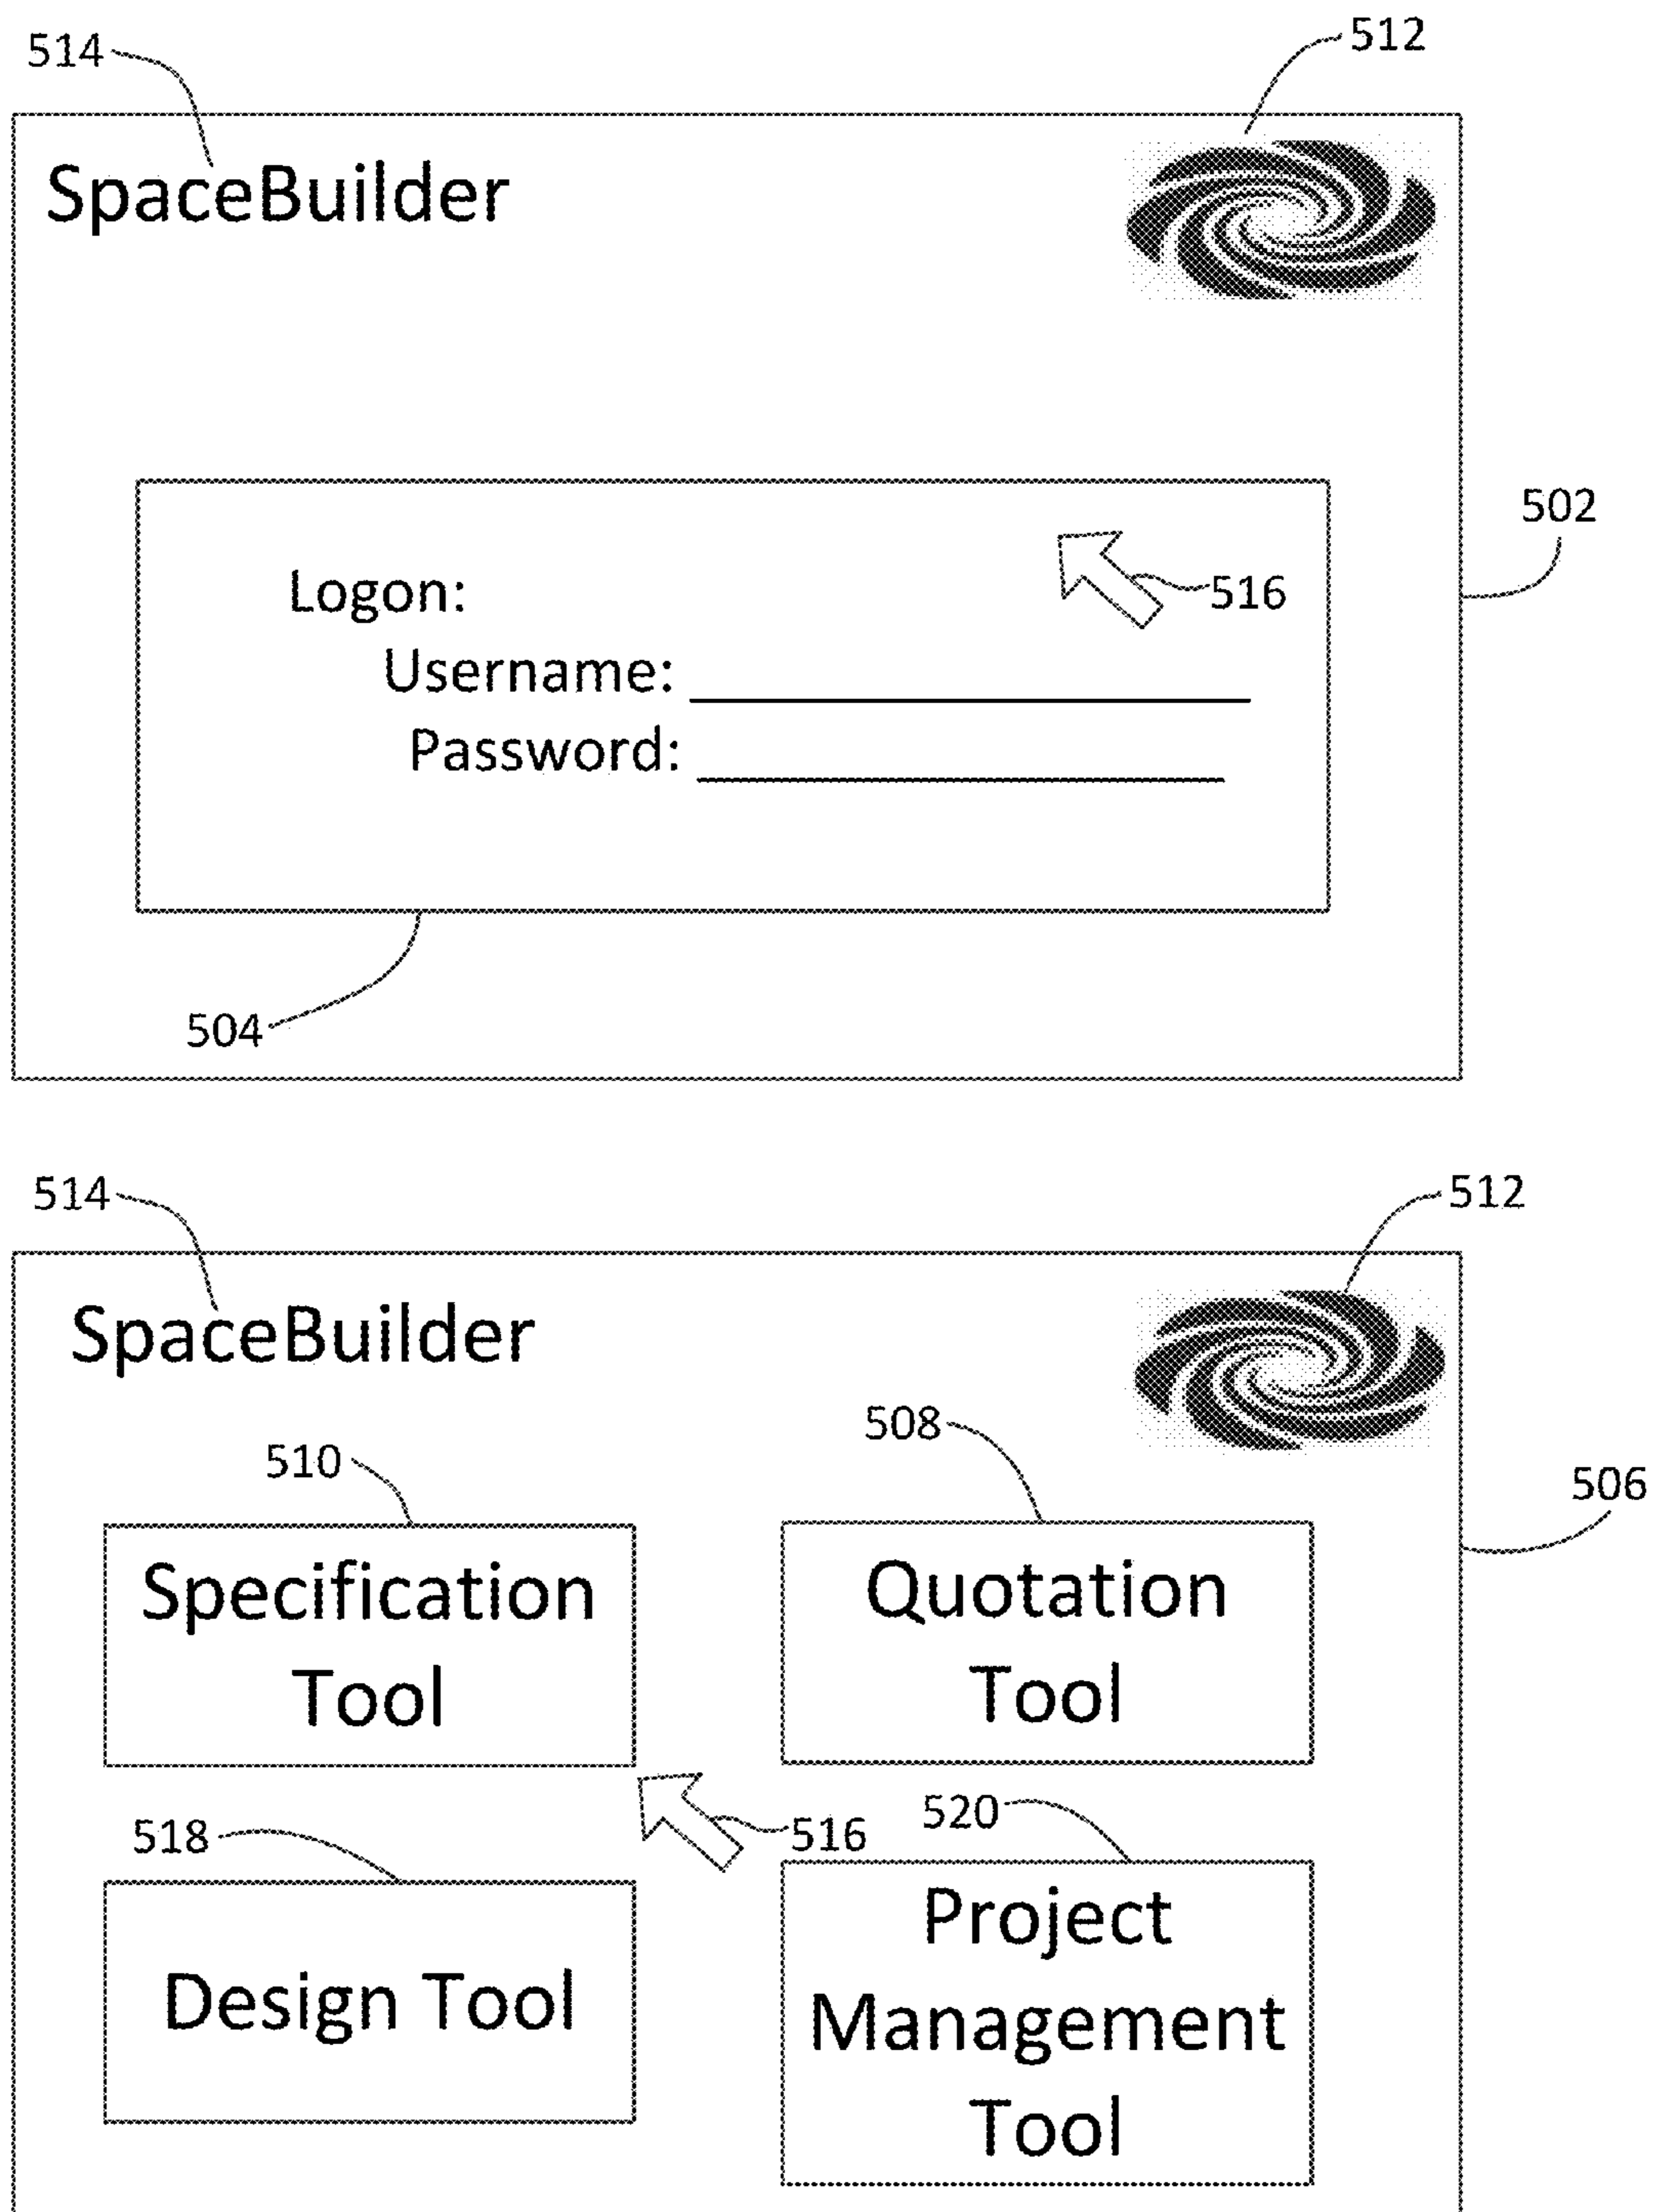 514
512
SpaceBuilder
502
Logon:
516
Username:
Password:
504
514
512
SpaceBuilder
508
510
506
Specification
Tool
Quotation
Tool
516
520
518
Project
Management
Tool
Design Tool